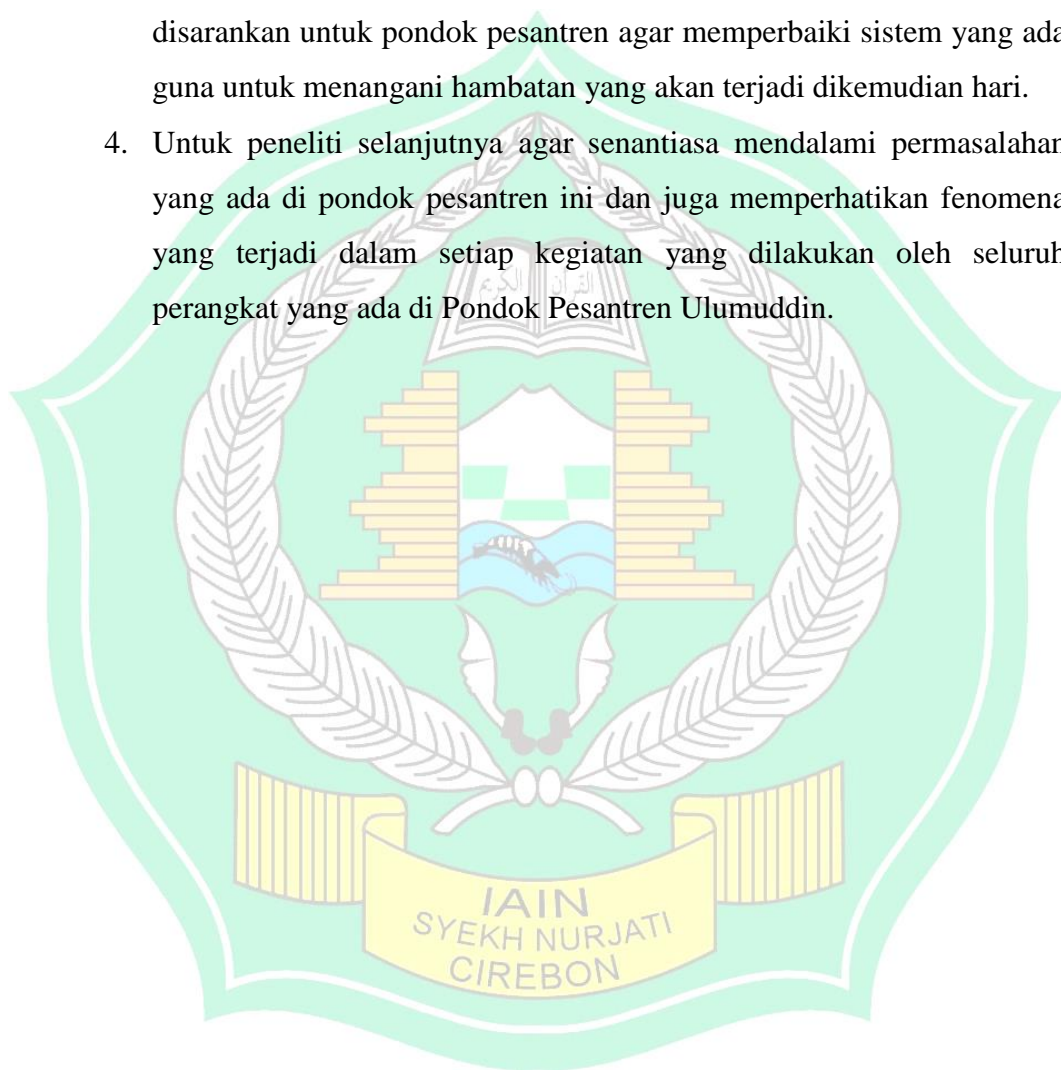 disarankan untuk pondok pesantren agar memperbaiki sistem yang ada
guna untuk menangani hambatan yang akan terjadi dikemudian hari.
4. Untuk peneliti selanjutnya agar senantiasa mendalami permasalahan
yang ada di pondok pesantren ini dan juga memperhatikan fenomena
yang terjadi dalam setiap kegiatan yang dilakukan oleh seluruh
القرآن الكريم
perangkat yang ada di Pondok Pesantren Ulumuddin.
IAIN
SYEKH NURJATI
CIREBON